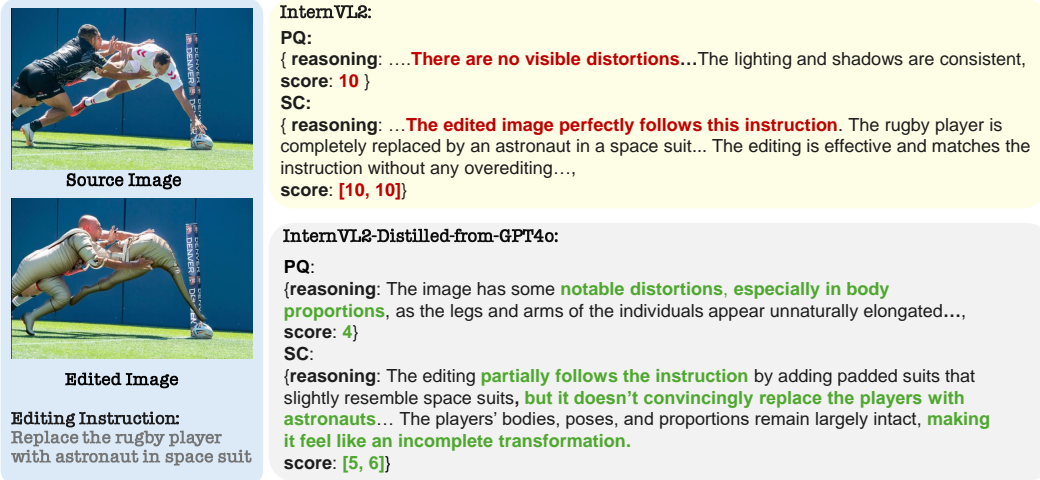 DENVER
DENVER
Source Image
DENVER
DENVER
Edited Image
Editing Instruction:
Replace the rugby player
with astronaut in space suit
InternVL2:
PQ:
{ reasoning: ….There are no visible distortions…The lighting and shadows are consistent,
score: 10 }
SC:
{ reasoning: …The edited image perfectly follows this instruction. The rugby player is
completely replaced by an astronaut in a space suit... The editing is effective and matches the
instruction without any overediting…,
score: [10, 10]}
InternVL2-Distilled-from-GPT4o:
PQ:
{reasoning: The image has some notable distortions, especially in body
proportions, as the legs and arms of the individuals appear unnaturally elongated…,
score: 4}
SC:
{reasoning: The editing partially follows the instruction by adding padded suits that
slightly resemble space suits, but it doesn’t convincingly replace the players with
astronauts… The players’ bodies, poses, and proportions remain largely intact, making
it feel like an incomplete transformation.
score: [5, 6]}